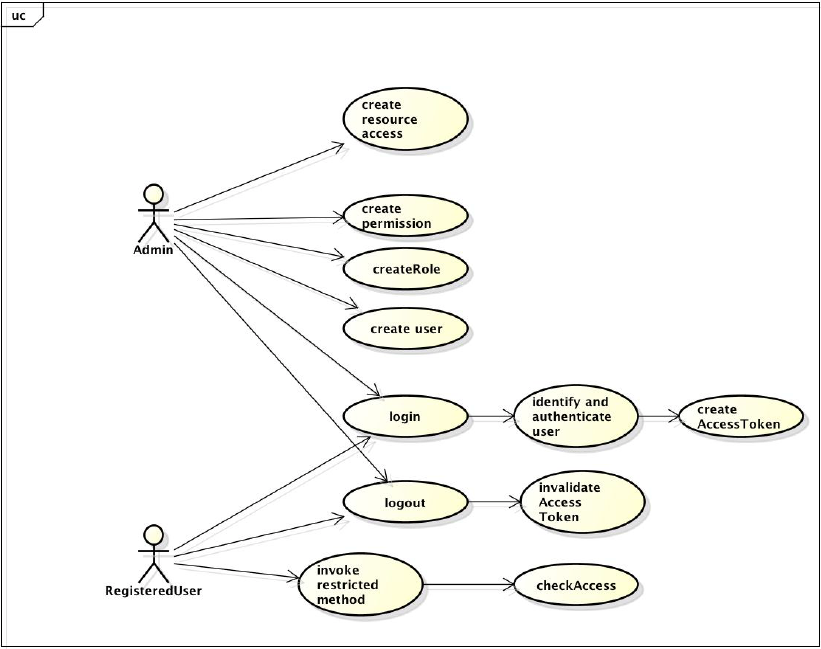 uc
create
resource
access
create
permission
Admin
createRole
create user
login
identify and
authenticate
user
create
AccessToken
logout
invalidate
Access
Token
RegisteredUser
invoke
restricted
method
checkAccess